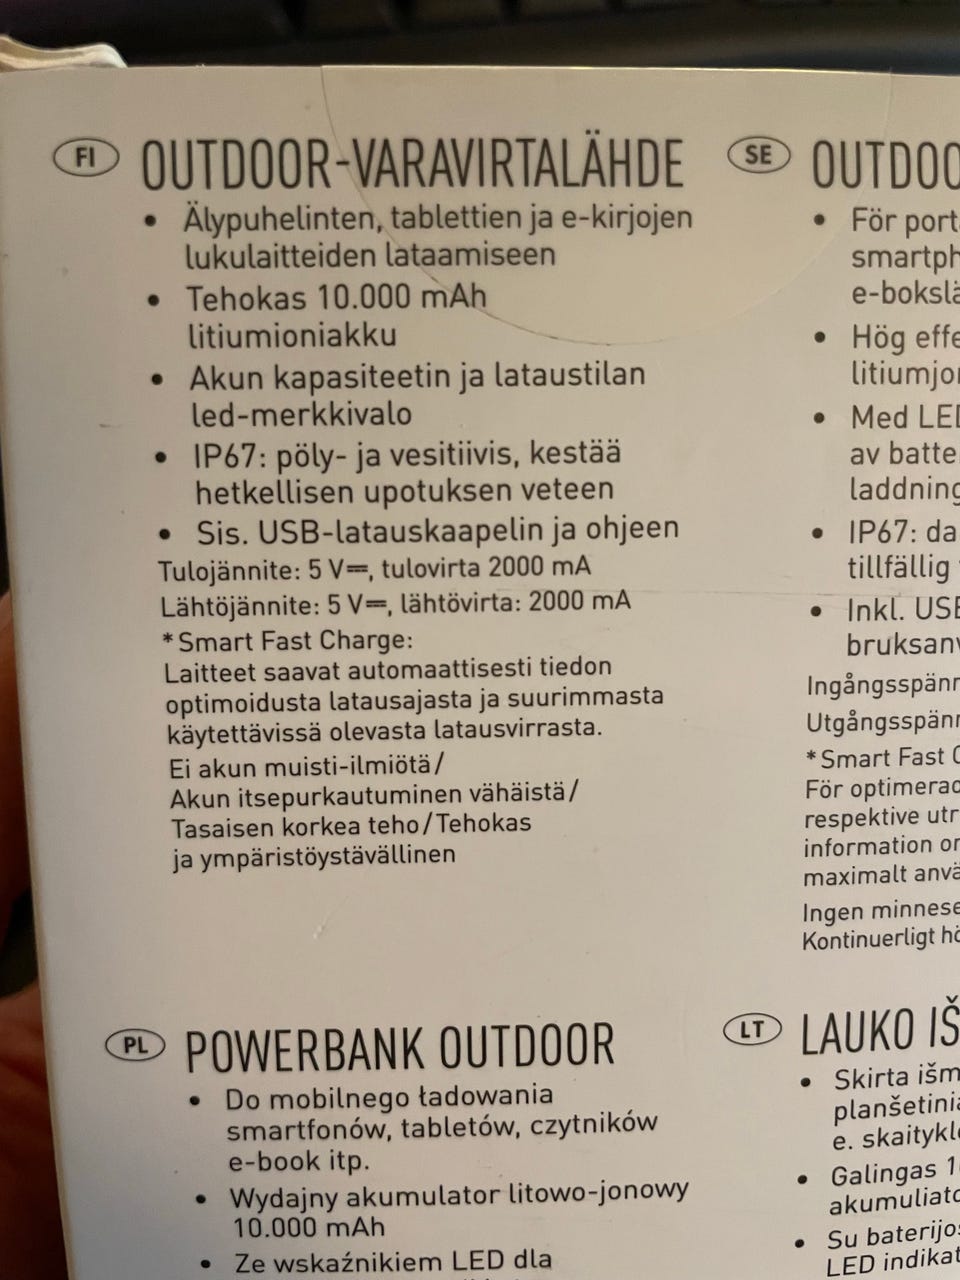 FI OUTDOOR-VARAVIRTALÄHDE
• Älypuhelinten, tablettien ja e-kirjojen
lukulaitteiden lataamiseen
• Tehokas 10.000 mAh
litiumioniakku
• Akun kapasiteetin ja lataustilan
led-merkkivalo
• IP67: pöly- ja vesitiivis, kestää
hetkellisen upotuksen veteen
• Sis. USB-latauskaapelin ja ohjeen
Tulojännite: 5 V⎓, tulovirta 2000 mA
Lähtöjännite: 5 V⎓, lähtövirta: 2000 mA
*Smart Fast Charge:
Laitteet saavat automaattisesti tiedon
optimoidusta latausajasta ja suurimmasta
käytettävissä olevasta latausvirrasta.
Ei akun muisti-ilmiötä/
Akun itsepurkautuminen vähäistä/
Tasaisen korkea teho/Tehokas
ja ympäristöystävällinen
SE
• För
• Hög
• Med
av
• IP67:
tillfällig
• Inkl.
*Smart Fast
För
respektive
information
maximalt
Ingen
Kontinuerligt
PL POWERBANK OUTDOOR
• Do mobilnego ładowania
smartfonów, tabletów, czytników
e-book itp.
• Wydajny akumulator litowo-jonowy
10.000 mAh
• Ze wskaźnikiem LED dla
LT LAUKO
• Skirta
e.
• Galingas
• Su
LED